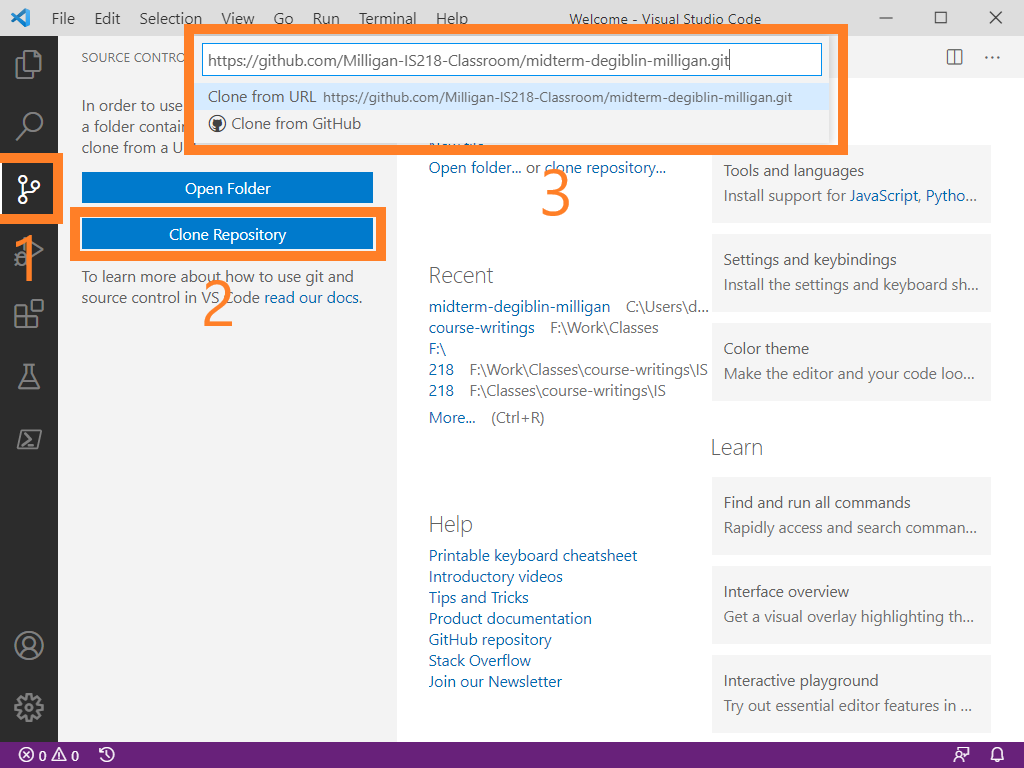 File Edit Selection View Go Run Terminal Help Welcome - Visual Studio Code
SOURCE CONTRO
https://github.com/Milligan-IS218-Classroom/midterm-degiblin-milligan.git
Clone from URL https://github.com/Milligan-IS218-Classroom/midterm-degiblin-milligan.git
Clone from GitHub
In order to use
a folder contain
clone from a U
Open Folder
Clone Repository
To learn more about how to use git and
source control in VS Code read our docs.
1
2
3
Open folder... or clone repository...
Recent
midterm-degiblin-milligan C:\Users\d...
course-writings F:\Work\Classes
F:\
218 F:\Work\Classes\course-writings\IS
218 F:\Classes\course-writings\IS
More... (Ctrl+R)
Help
Printable keyboard cheatsheet
Introductory videos
Tips and Tricks
Product documentation
GitHub repository
Stack Overflow
Join our Newsletter
Tools and languages
Install support for JavaScript, Pytho...
Settings and keybindings
Install the settings and keyboard sh...
Color theme
Make the editor and your code loo...
Learn
Find and run all commands
Rapidly access and search comman...
Interface overview
Get a visual overlay highlighting th...
Interactive playground
Try out essential editor features in ...
0 0